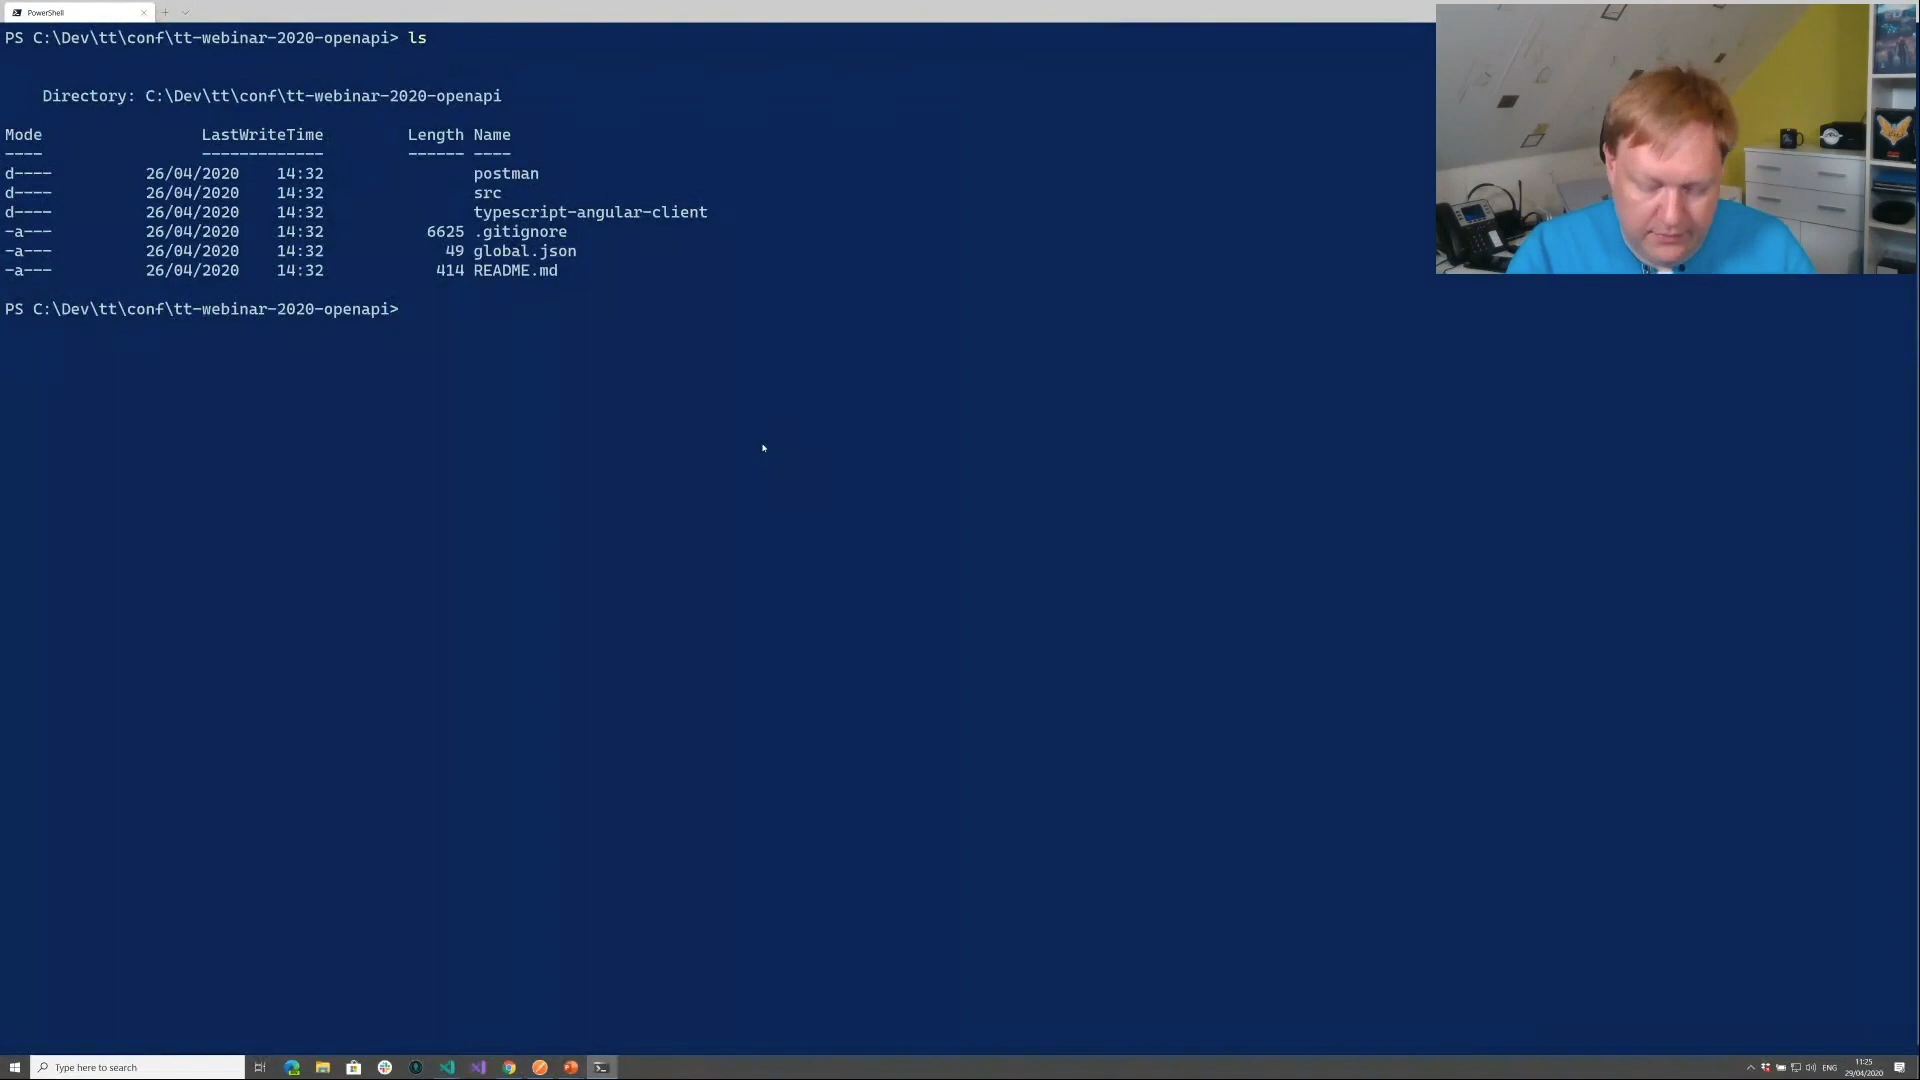 PowerShell
PS C:\Dev\tt\conf\tt-webinar-2020-openapi> ls
Directory: C:\Dev\tt\conf\tt-webinar-2020-openapi
Mode LastWriteTime Length Name
---- ------------- ------ ----
d---- 26/04/2020 14:32 postman
d---- 26/04/2020 14:32 src
d---- 26/04/2020 14:32 typescript-angular-client
-a--- 26/04/2020 14:32 6625 .gitignore
-a--- 26/04/2020 14:32 49 global.json
-a--- 26/04/2020 14:32 414 README.md
PS C:\Dev\tt\conf\tt-webinar-2020-openapi>
Type here to search
ENG
11:25
29/04/2020